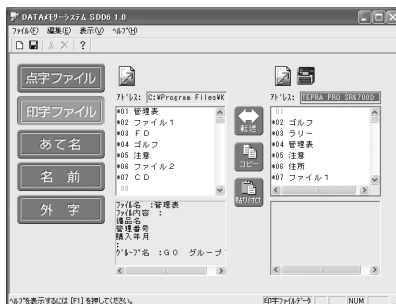 DATAメモリーシステム SDD6 1.0
ファイル(F) 編集(E) 表示(V) ヘルプ(H)
点字ファイル
印字ファイル
あて名
名 前
外 字
アドレス: C:¥Program Files¥K
*01 管理表
*02 ファイル1
*03 FD
*04 ゴルフ
*05 注意
*06 ファイル2
*07 CD
08
ファイル名 :管理表
ファイル内容 :
備品名
管理番号
購入年月
:
グループ名 :GO グループ
転送
コピー
貼り付け
アドレス: TEPRA PRO SR6700D
01
*02 ゴルフ
*03 ラリー
*04 管理表
*05 注意
*06 住所
*07 ファイル1
ヘルプを表示するには [F1] を押してください。
印字ファイルデータ
NUM